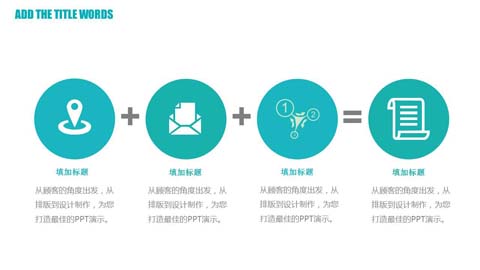 ADD THE TITLE WORDS
1
2
3
填加标题
从顾客的角度出发，从
排版到设计制作，为您
打造最佳的PPT演示。
填加标题
从顾客的角度出发，从
排版到设计制作，为您
打造最佳的PPT演示。
填加标题
从顾客的角度出发，从
排版到设计制作，为您
打造最佳的PPT演示。
填加标题
从顾客的角度出发，从
排版到设计制作，为您
打造最佳的PPT演示。